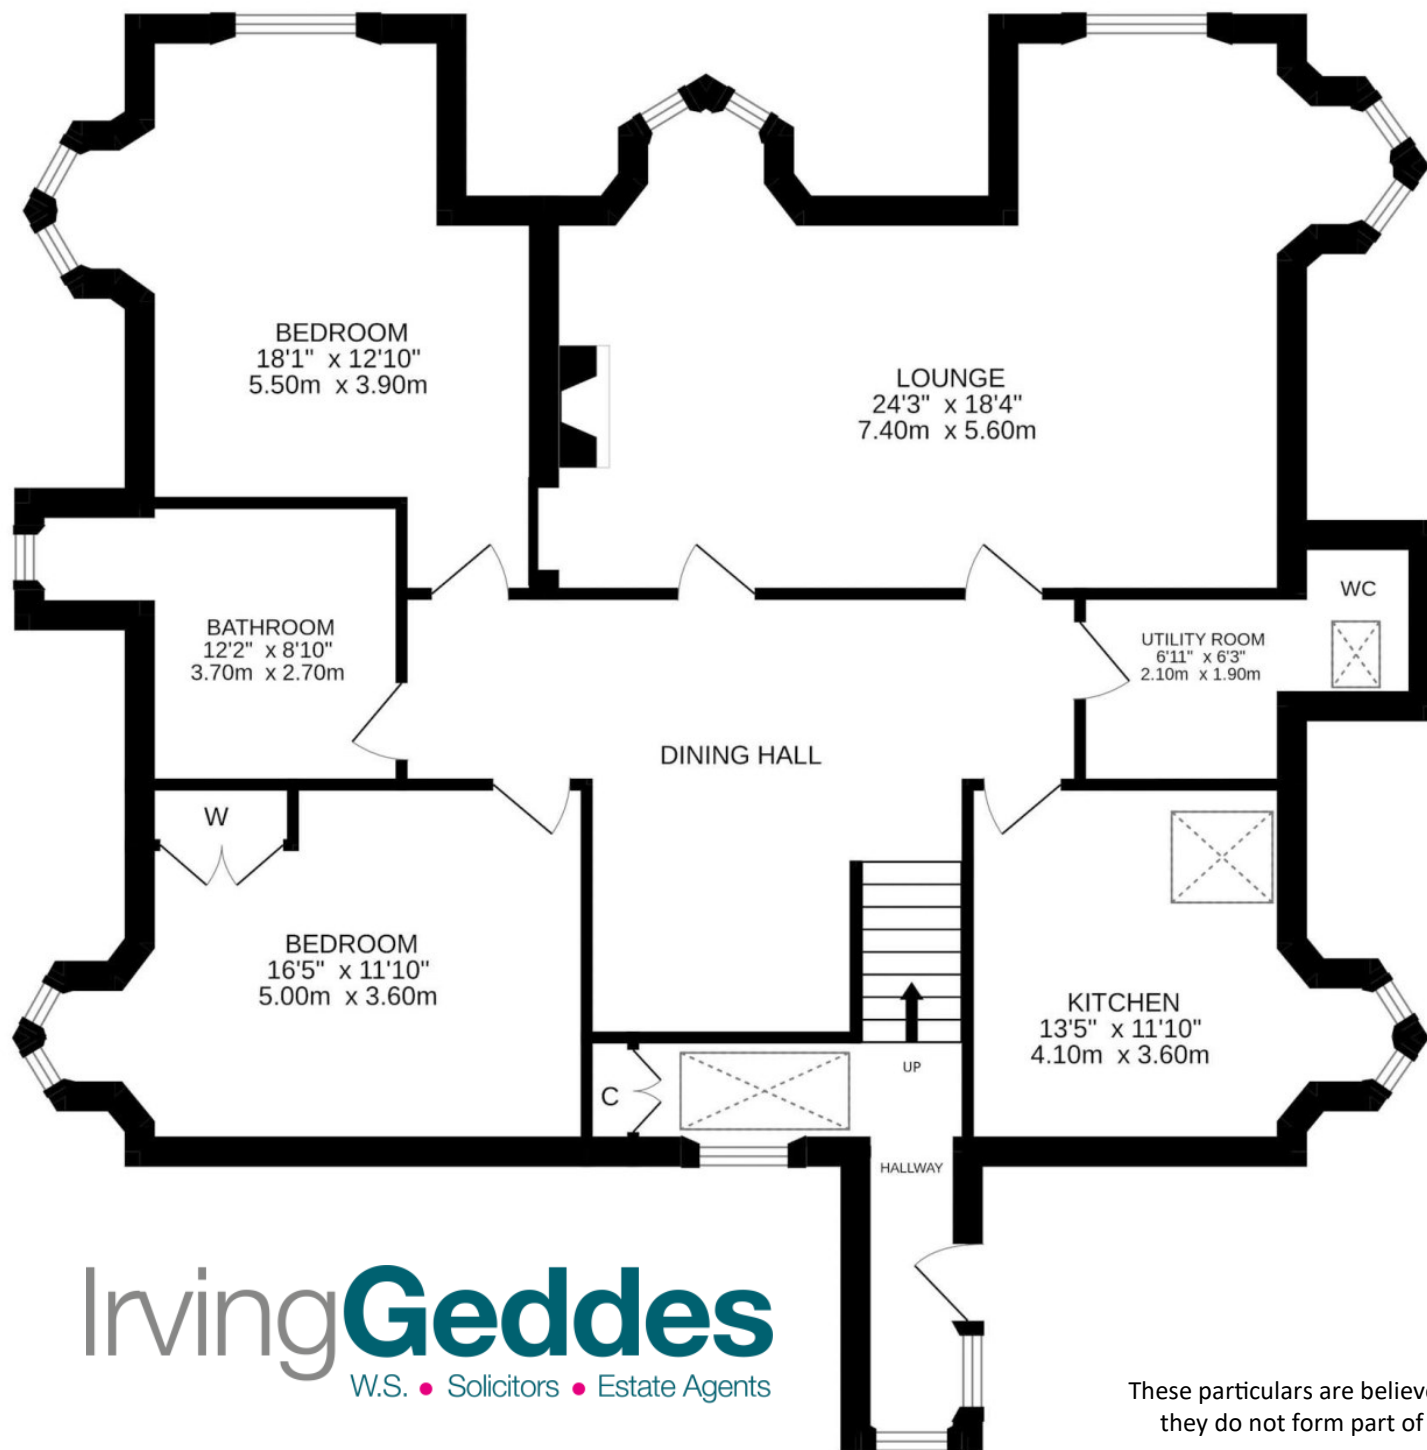 BEDROOM
18'1" x 12'10"
5.50m x 3.90m
LOUNGE
24'3" x 18'4"
7.40m x 5.60m
BATHROOM
12'2" x 8'10"
3.70m x 2.70m
WC
UTILITY ROOM
6'11" x 6'3"
2.10m x 1.90m
DINING HALL
W
BEDROOM
16'5" x 11'10"
5.00m x 3.60m
KITCHEN
13'5" x 11'10"
4.10m x 3.60m
UP
C
HALLWAY
IrvingGeddes
W.S. • Solicitors • Estate Agents
These particulars are believe
they do not form part of